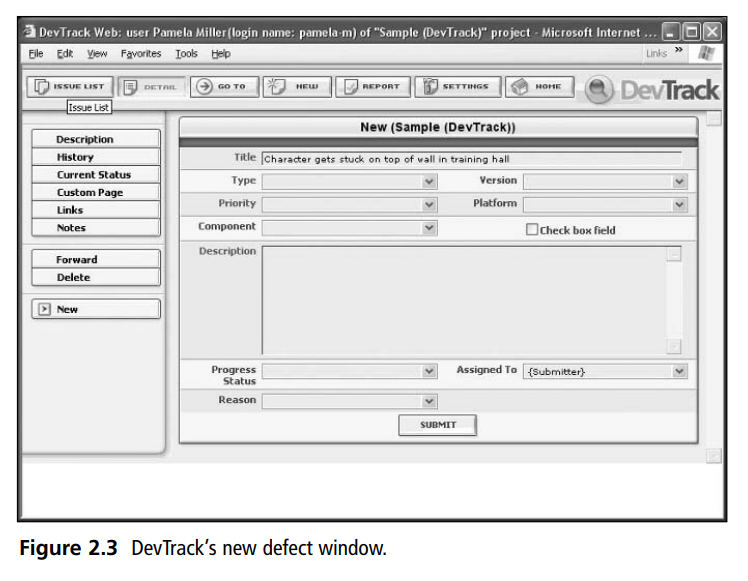 DevTrack Web: user Pamela Miller(login name: pamela-m) of "Sample (DevTrack)" project - Microsoft Internet ...
File Edit View Favorites Tools Help Links »
ISSUE LIST DETAIL GO TO NEW REPORT SETTINGS HOME DevTrack
Issue List
New (Sample (DevTrack))
Description
History
Current Status
Custom Page
Links
Notes
Forward
Delete
New
Title Character gets stuck on top of wall in training hall
Type Version
Priority Platform
Component Check box field
Description
Progress Status Assigned To {Submitter}
Reason
SUBMIT
Figure 2.3 DevTrack's new defect window.